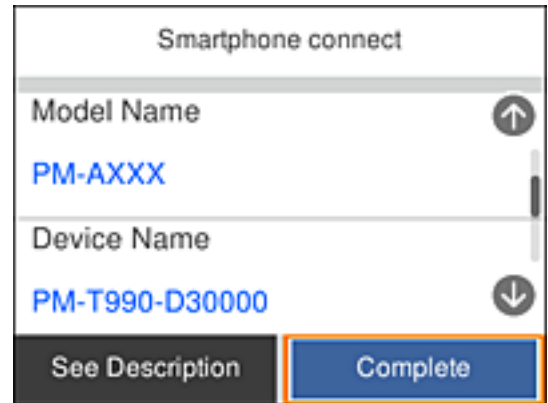 Smartphone connect
Model Name
PM-AXXX
Device Name
PM-T990-D30000
See Description
Complete